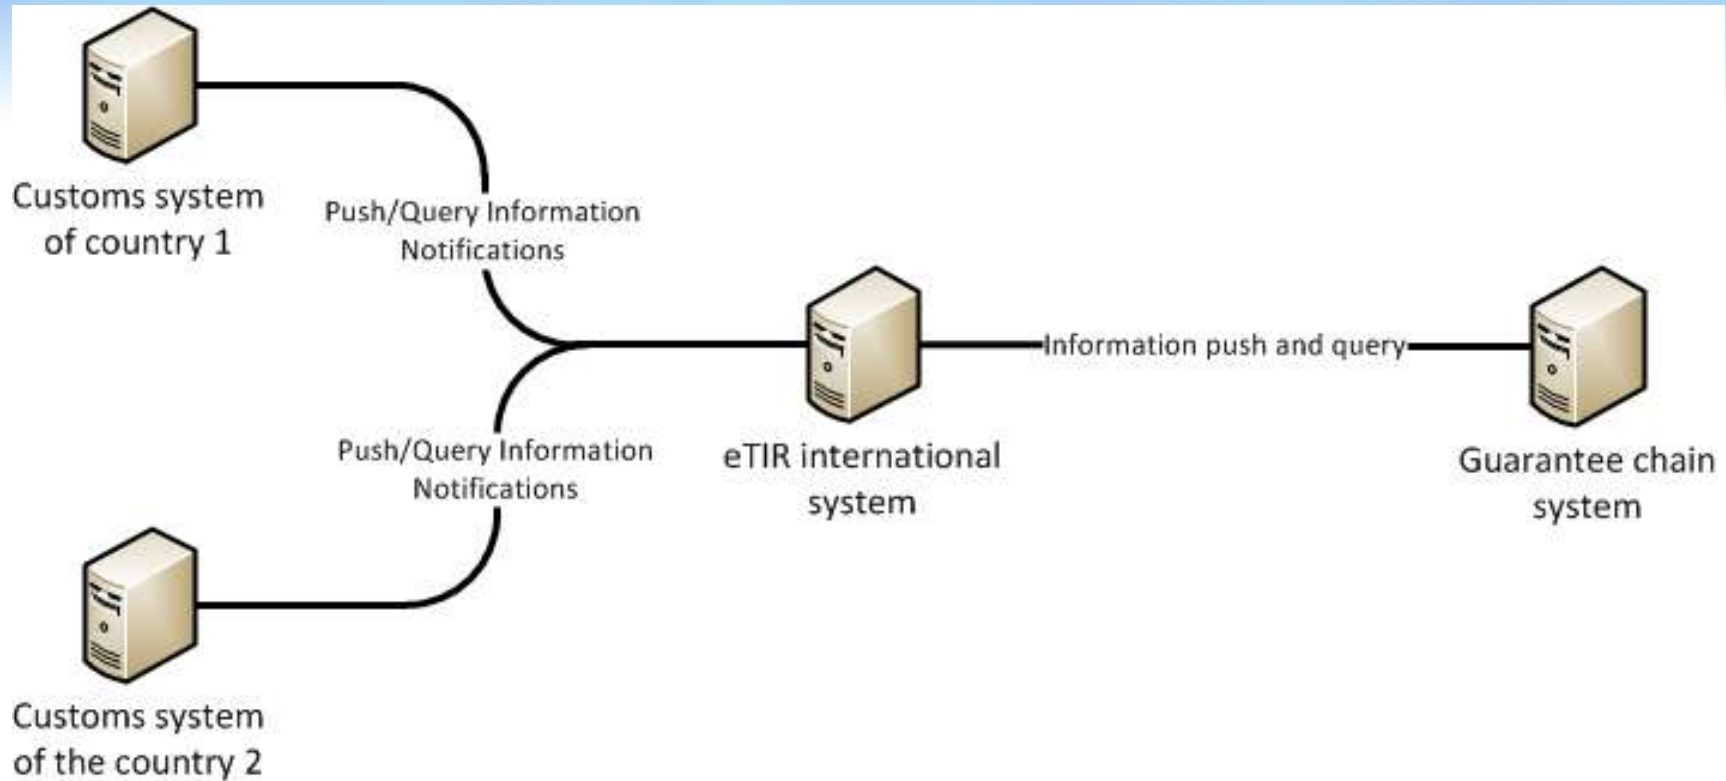 Customs system
of country 1
Push/Query Information
Notifications
Information push and query
Push/Query Information
Notifications
eTIR international
system
Guarantee chain
system
Customs system
of the country 2